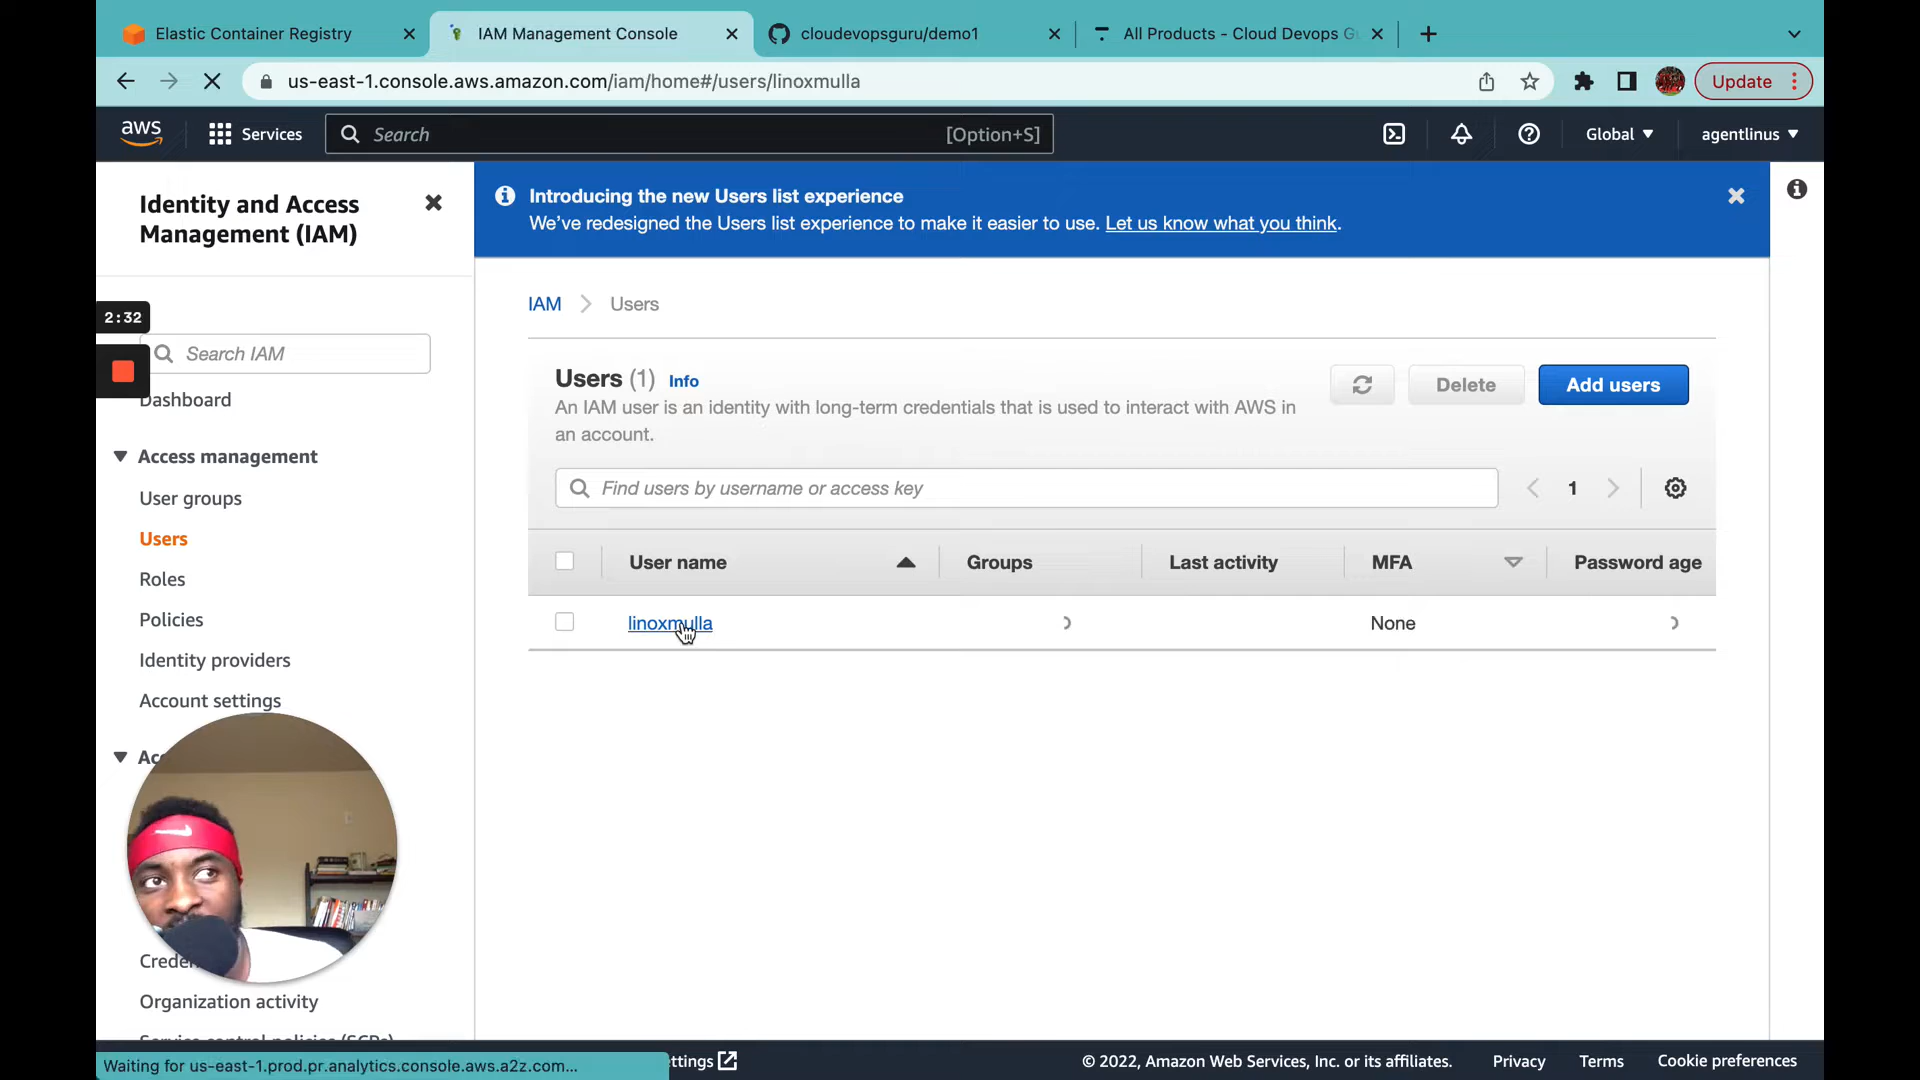 Elastic Container Registry
IAM Management Console
cloudevopsguru/demo1
All Products - Cloud Devops G
us-east-1.console.aws.amazon.com/iam/home#/users/linoxmulla
Update
aws
Services
Search
[Option+S]
Global
agentlinus
Identity and Access
Management (IAM)
2:32
Search IAM
Dashboard
Access management
User groups
Users
Roles
Policies
Identity providers
Account settings
Acc
Crede
Organization activity
Service control policies (SCPs)
Introducing the new Users list experience
We've redesigned the Users list experience to make it easier to use. Let us know what you think.
IAM
Users
Users (1) Info
An IAM user is an identity with long-term credentials that is used to interact with AWS in
an account.
Delete
Add users
Find users by username or access key
1
User name
Groups
Last activity
MFA
Password age
linoxmulla
None
Waiting for us-east-1.prod.pr.analytics.console.aws.a2z.com...
ettings
© 2022, Amazon Web Services, Inc. or its affiliates.
Privacy
Terms
Cookie preferences